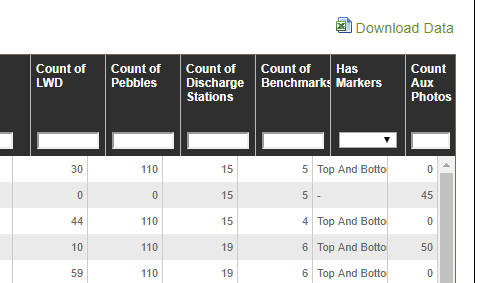 Download Data
Count of LWD Count of Pebbles Count of Discharge Stations Count of Benchmarks Has Markers Count Aux Photos
30 110 15 5 Top And Botto 0
0 0 15 5 - 45
44 110 15 4 Top And Botto 0
10 110 19 6 Top And Botto 50
59 110 19 6 Top And Botto 0